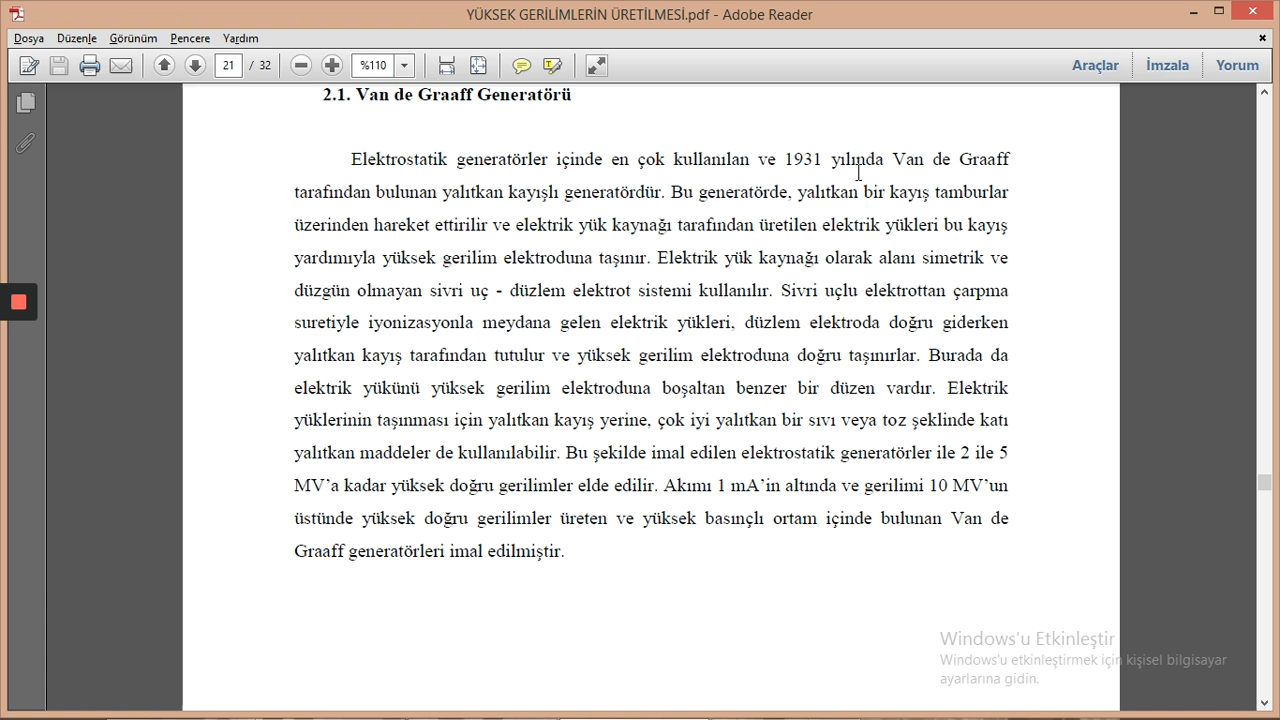 YÜKSEK GERİLİMLERİN ÜRETİLMESİ.pdf - Adobe Reader
Dosya Düzenle Görünüm Pencere Yardım
21 / 32 %110 Araçlar İmzala Yorum
2.1. Van de Graaff Generatörü
Elektrostatik generatörler içinde en çok kullanılan ve 1931 yılında Van de Graaff
tarafından bulunan yalıtkan kayışlı generatördür. Bu generatörde, yalıtkan bir kayış tamburlar
üzerinden hareket ettirilir ve elektrik yük kaynağı tarafından üretilen elektrik yükleri bu kayış
yardımıyla yüksek gerilim elektroduna taşınır. Elektrik yük kaynağı olarak alanı simetrik ve
düzgün olmayan sivri uç - düzlem elektrot sistemi kullanılır. Sivri uçlu elektrottan çarpma
suretiyle iyonizasyonla meydana gelen elektrik yükleri, düzlem elektroda doğru giderken
yalıtkan kayış tarafından tutulur ve yüksek gerilim elektroduna doğru taşınırlar. Burada da
elektrik yükünü yüksek gerilim elektroduna boşaltan benzer bir düzen vardır. Elektrik
yüklerinin taşınması için yalıtkan kayış yerine, çok iyi yalıtkan bir sıvı veya toz şeklinde katı
yalıtkan maddeler de kullanılabilir. Bu şekilde imal edilen elektrostatik generatörler ile 2 ile 5
MV’a kadar yüksek doğru gerilimler elde edilir. Akımı 1 mA’in altında ve gerilimi 10 MV’un
üstünde yüksek doğru gerilimler üreten ve yüksek basınçlı ortam içinde bulunan Van de
Graaff generatörleri imal edilmiştir.
Windows'u Etkinleştir
Windows'u etkinleştirmek için kişisel bilgisayar
ayarlarına gidin.